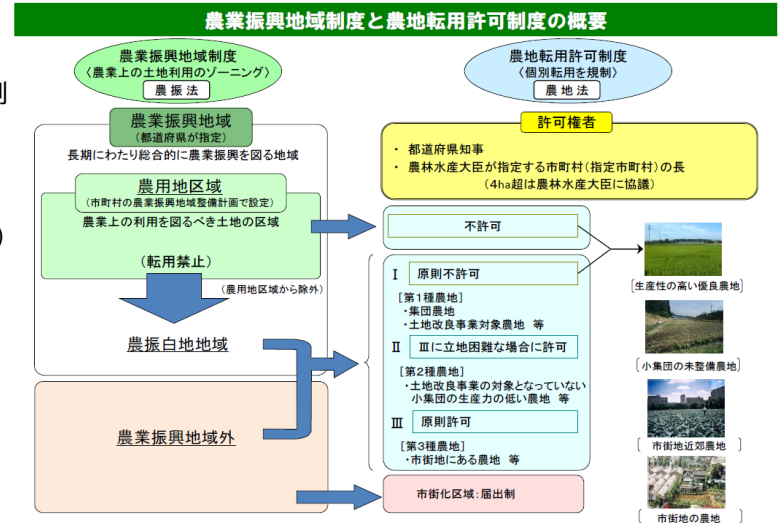 農業振興地域制度と農地転用許可制度の概要
農業振興地域制度
〈農業上の土地利用のゾーニング〉
農振法
農地転用許可制度
〈個別転用を規制〉
農地法
農業振興地域
(都道府県が指定)
長期にわたり総合的に農業振興を図る地域
農用地区域
(市町村の農業振興地域整備計画で設定)
農業上の利用を図るべき土地の区域
(転用禁止)
(農用地区域から除外)
農振白地地域
農業振興地域外
許可権者
・ 都道府県知事
・ 農林水産大臣が指定する市町村(指定市町村)の長
(4ha超は農林水産大臣に協議)
不許可
Ⅰ 原則不許可
[第1種農地]
・集団農地
・土地改良事業対象農地 等
Ⅱ Ⅲに立地困難な場合に許可
[第2種農地]
・土地改良事業の対象となっていない
小集団の生産力の低い農地 等
Ⅲ 原則許可
[第3種農地]
・市街地にある農地 等
市街化区域:届出制
[生産性の高い優良農地]
[小集団の未整備農地]
[市街地近郊農地]
[市街地の農地]
)